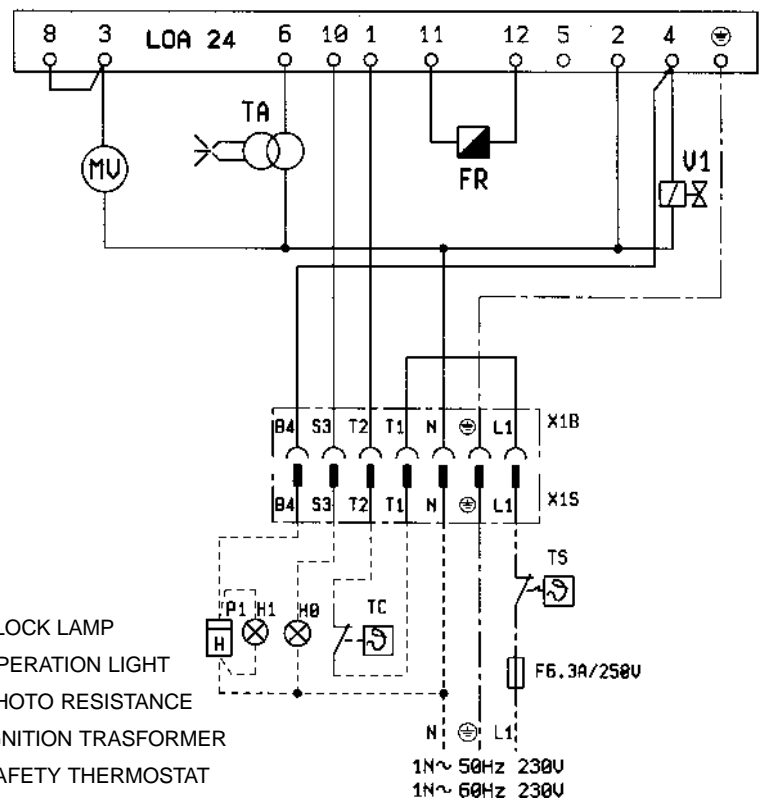 8 3 LOA 24 6 10 1 11 12 5 2 4
TA
MV
FR
V1
B4 S3 T2 T1 N L1 X1B
B4 S3 T2 T1 N L1 X1S
TS
P1 H1 H0 TC
H
LOCK LAMP
PERATION LIGHT
F6.3A/250V
HOTO RESISTANCE
GNITION TRASFORMER
N L1
AFETY THERMOSTAT
1N~ 50Hz 230V
1N~ 60Hz 230V